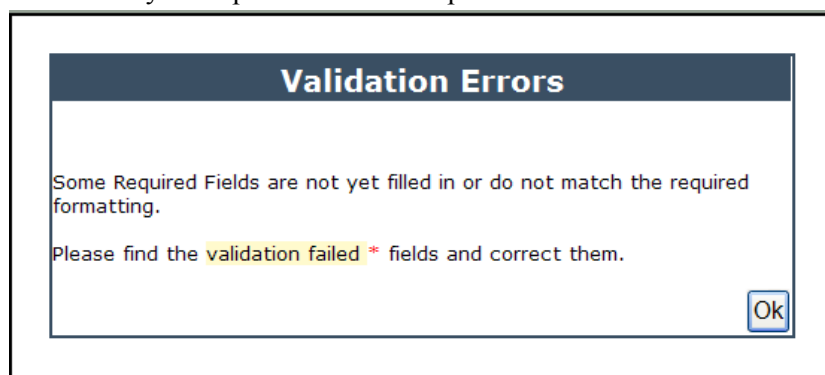 Validation Errors
Some Required Fields are not yet filled in or do not match the required
formatting.
Please find the validation failed * fields and correct them.
Ok